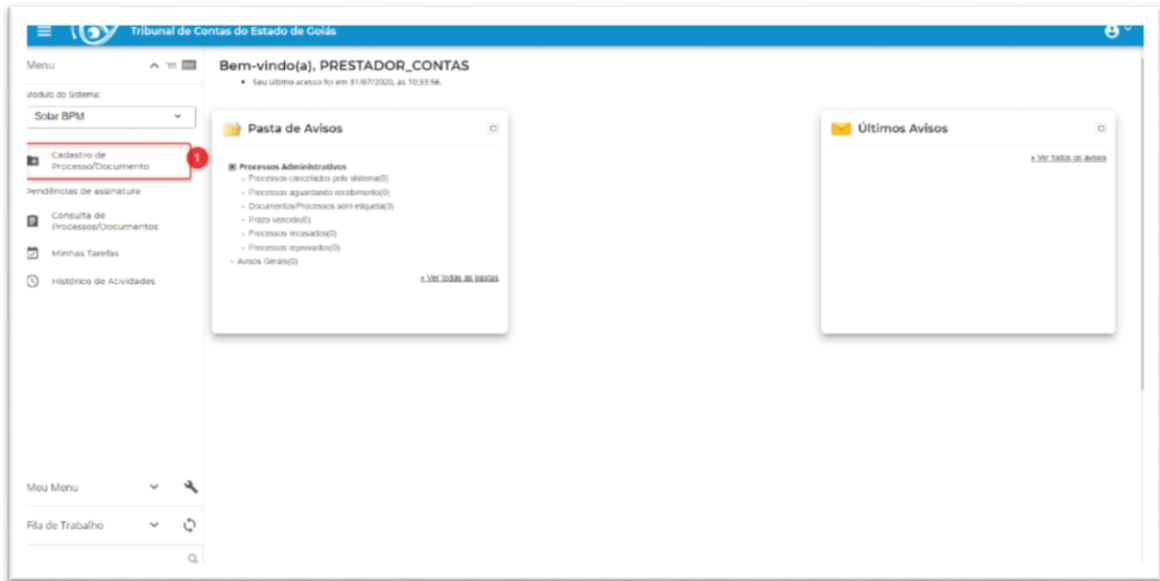 Tribunal de Contas do Estado de Goiás
Menu
Módulo do Sistema:
Solar BPM
Cadastro de
Processo/Documento
1
Pendências de assinatura
Consulta de
Processos/Documentos
Minhas Tarefas
Histórico de Atividades
Meu Menu
Fila de Trabalho
Bem-vindo(a), PRESTADOR_CONTAS
Seu último acesso foi em 31/07/2020, às 10:33:56.
Pasta de Avisos
Processos Administrativos
Processos cancelados pelo sistema(0)
Processos aguardando recebimento(0)
Documentos/Processos sem etiqueta(0)
Prazo vencido(0)
Processos recusados(0)
Processos reprovados(0)
Avisos Gerais(0)
» Ver todas as pastas
Últimos Avisos
» Ver todos os avisos